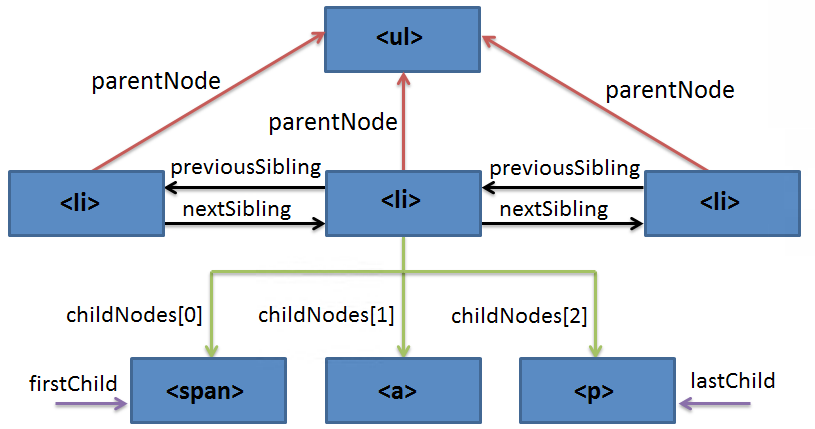 <ul>
parentNode
parentNode
parentNode
previousSibling
previousSibling
<li>
<li>
<li>
nextSibling
nextSibling
childNodes[0]
childNodes[1]
childNodes[2]
firstChild
<span>
<a>
<p>
lastChild